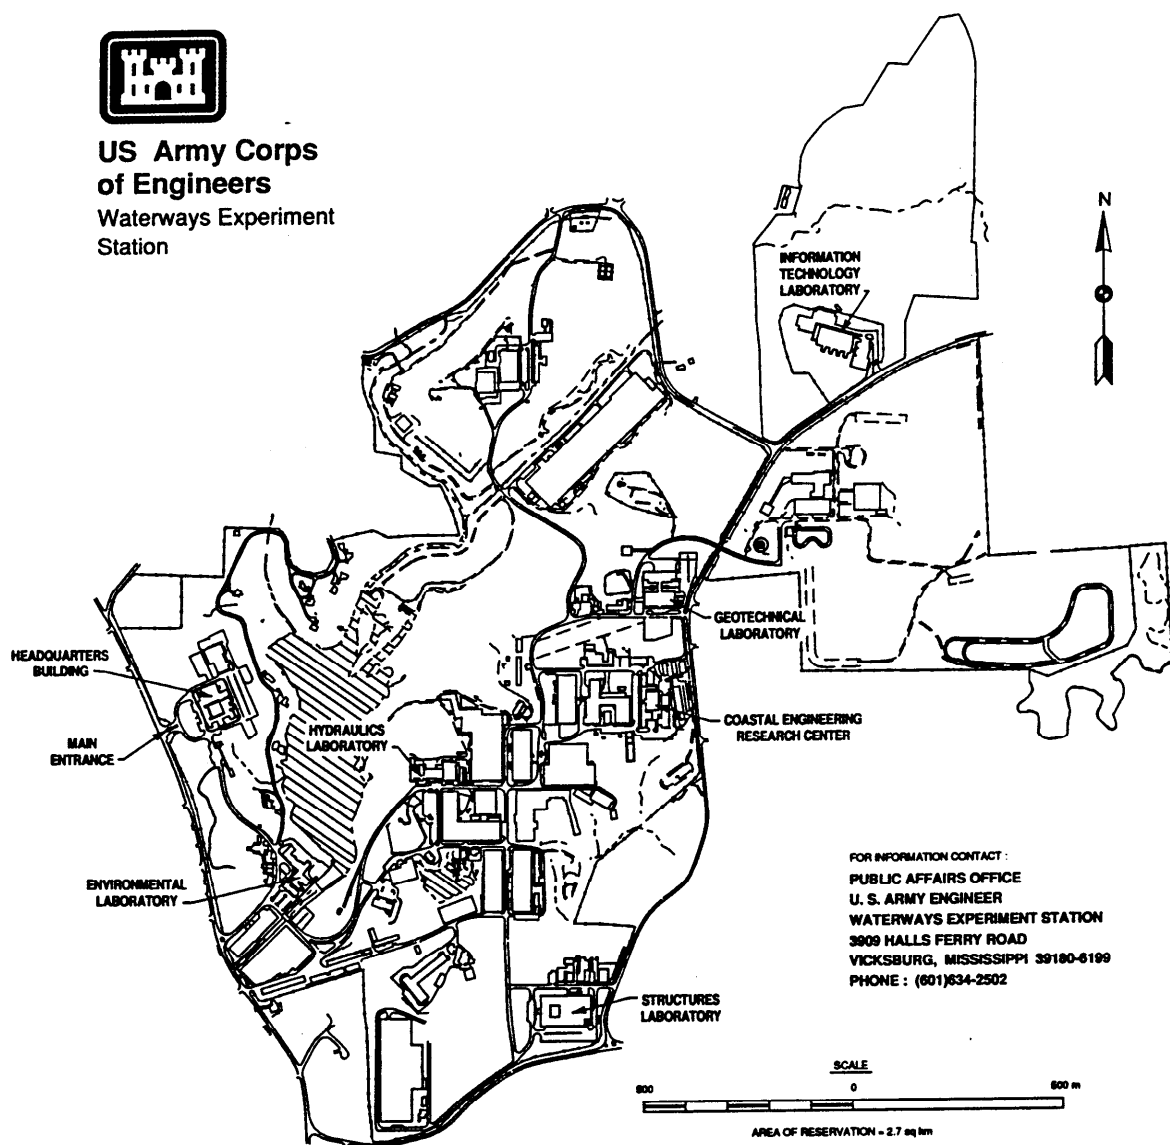 US Army Corps
of Engineers
Waterways Experiment
Station
N
INFORMATION
TECHNOLOGY
LABORATORY
GEOTECHNICAL
LABORATORY
HEADQUARTERS
BUILDING
MAIN
ENTRANCE
HYDRAULICS
LABORATORY
COASTAL ENGINEERING
RESEARCH CENTER
ENVIRONMENTAL
LABORATORY
STRUCTURES
LABORATORY
FOR INFORMATION CONTACT :
PUBLIC AFFAIRS OFFICE
U. S. ARMY ENGINEER
WATERWAYS EXPERIMENT STATION
3909 HALLS FERRY ROAD
VICKSBURG, MISSISSIPPI 39180-6199
PHONE : (601)634-2502
SCALE
0
AREA OF RESERVATION = 2.7 sq km